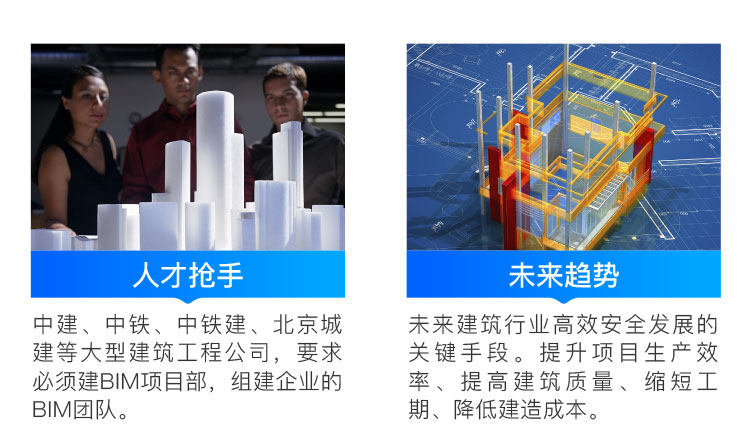 人才抢手
中建、中铁、中铁建、北京城
建等大型建筑工程公司，要求
必须建BIM项目部，组建企业的
BIM团队。
未来趋势
未来建筑行业高效安全发展的
关键手段。提升项目生产效
率、提高建筑质量、缩短工
期、降低建造成本。